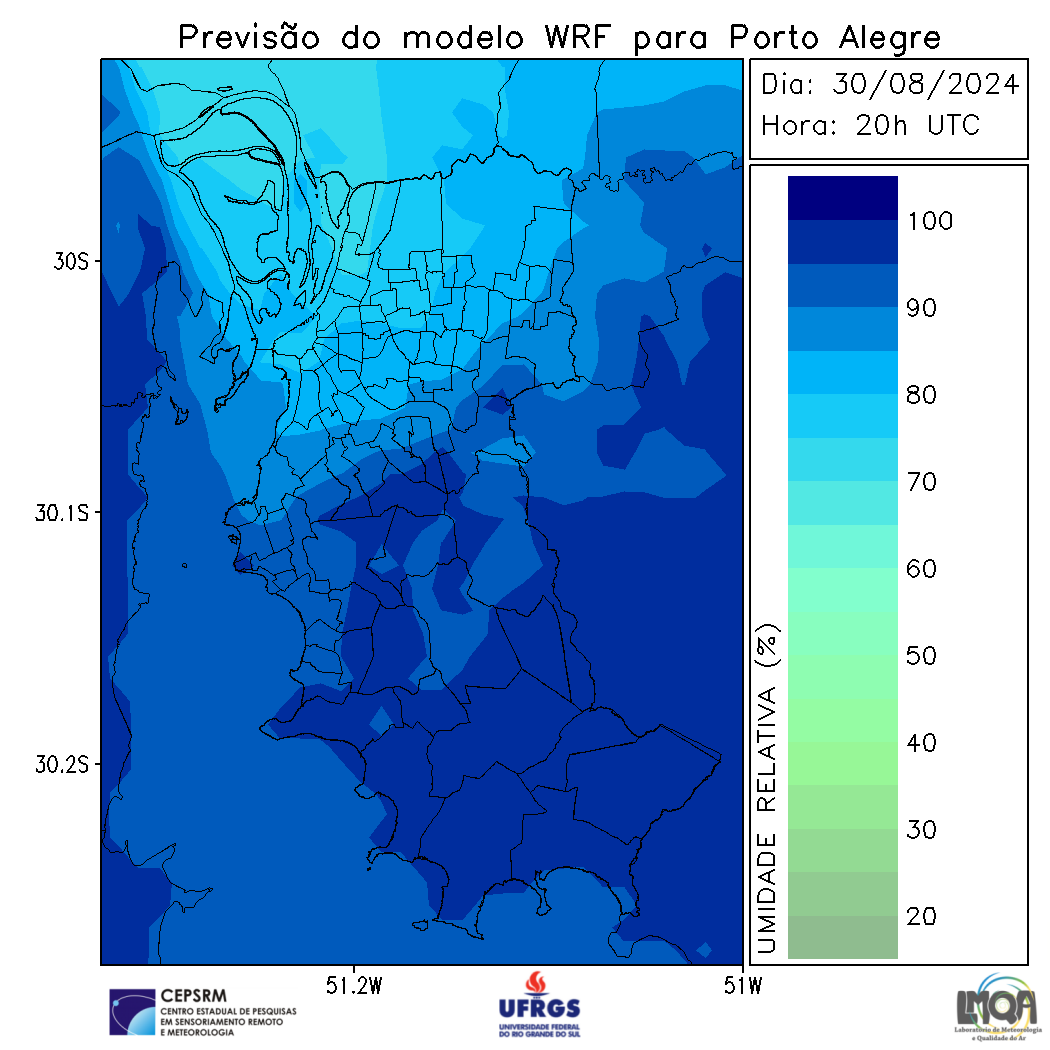 Previsão do modelo WRF para Porto Alegre
Dia: 30/08/2024
Hora: 20h UTC
30S
30.1S
30.2S
51.2W
51W
UMIDADE RELATIVA (%)
100
90
80
70
60
50
40
30
20
CEPSRM
CENTRO ESTADUAL DE PESQUISAS
EM SENSORIAMENTO REMOTO
E METEOROLOGIA
UFRGS
UNIVERSIDADE FEDERAL
DO RIO GRANDE DO SUL
LMQA
Laboratório de Meteorologia
e Qualidade do Ar